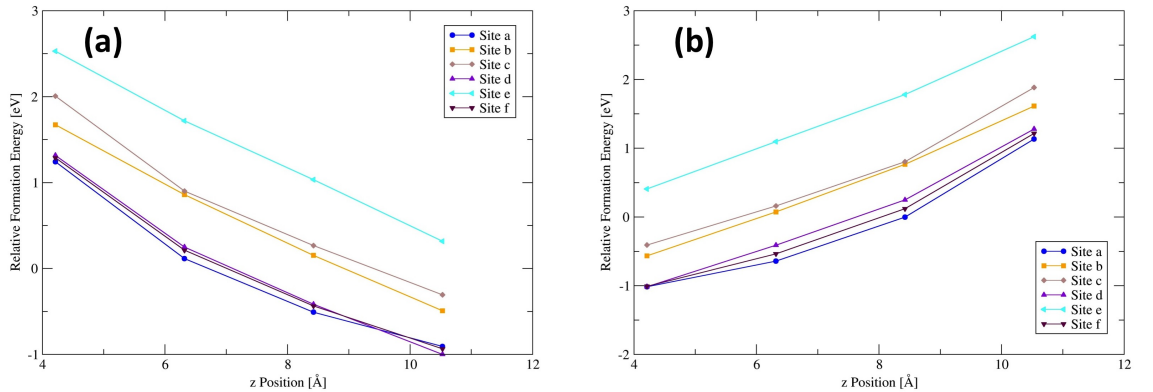 (a)
3
2
1
0
-1
4
6
8
10
12
Relative Formation Energy [eV]
z Position [Å]
Site a
Site b
Site c
Site d
Site e
Site f
(b)
3
2
1
0
-1
-2
4
6
8
10
12
Relative Formation Energy [eV]
z Position [Å]
Site a
Site b
Site c
Site d
Site e
Site f